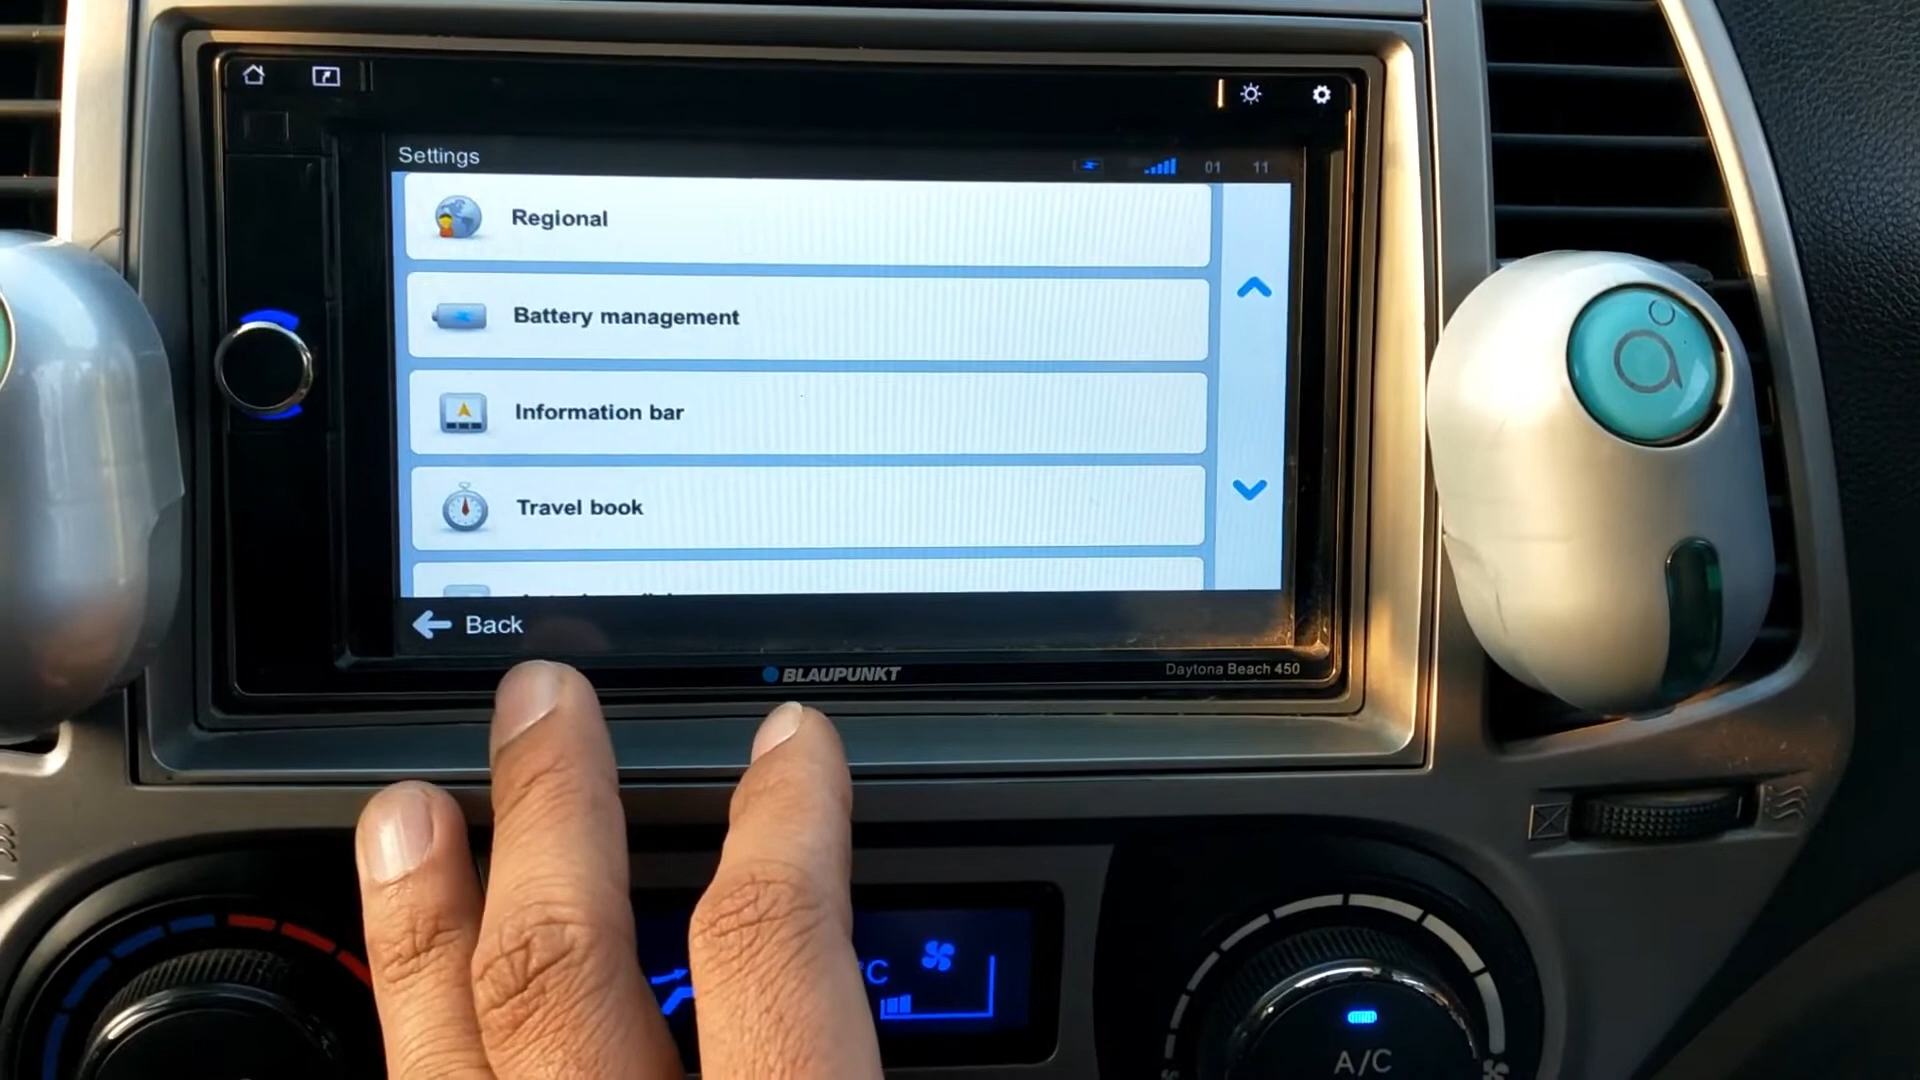 Settings
01 11
Regional
Battery management
Information bar
Travel book
Back
BLAUPUNKT
Daytona Beach 450
°C
A/C